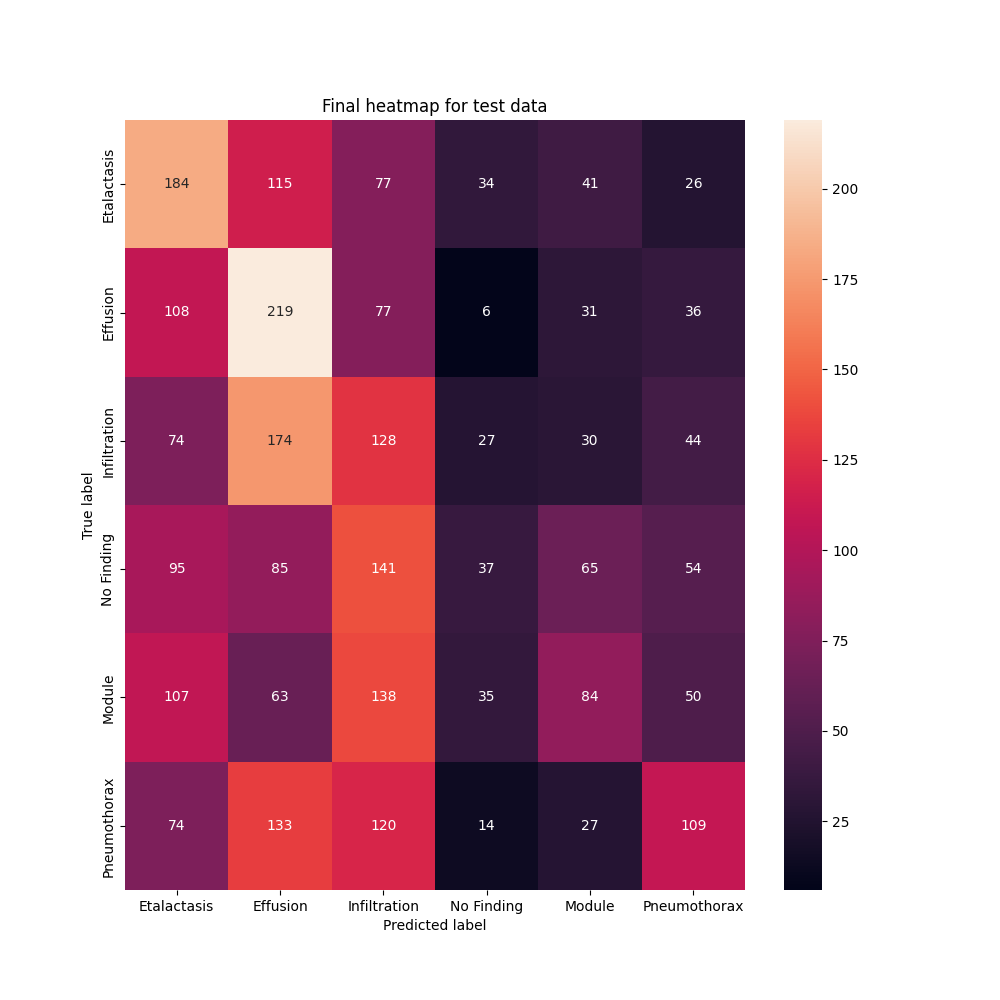 Final heatmap for test data
Etalactasis 184 115 77 34 41 26
Effusion 108 219 77 6 31 36
Infiltration 74 174 128 27 30 44
No Finding 95 85 141 37 65 54
Module 107 63 138 35 84 50
Pneumothorax 74 133 120 14 27 109
True label
Etalactasis Effusion Infiltration No Finding Module Pneumothorax
Predicted label
200
175
150
125
100
75
50
25